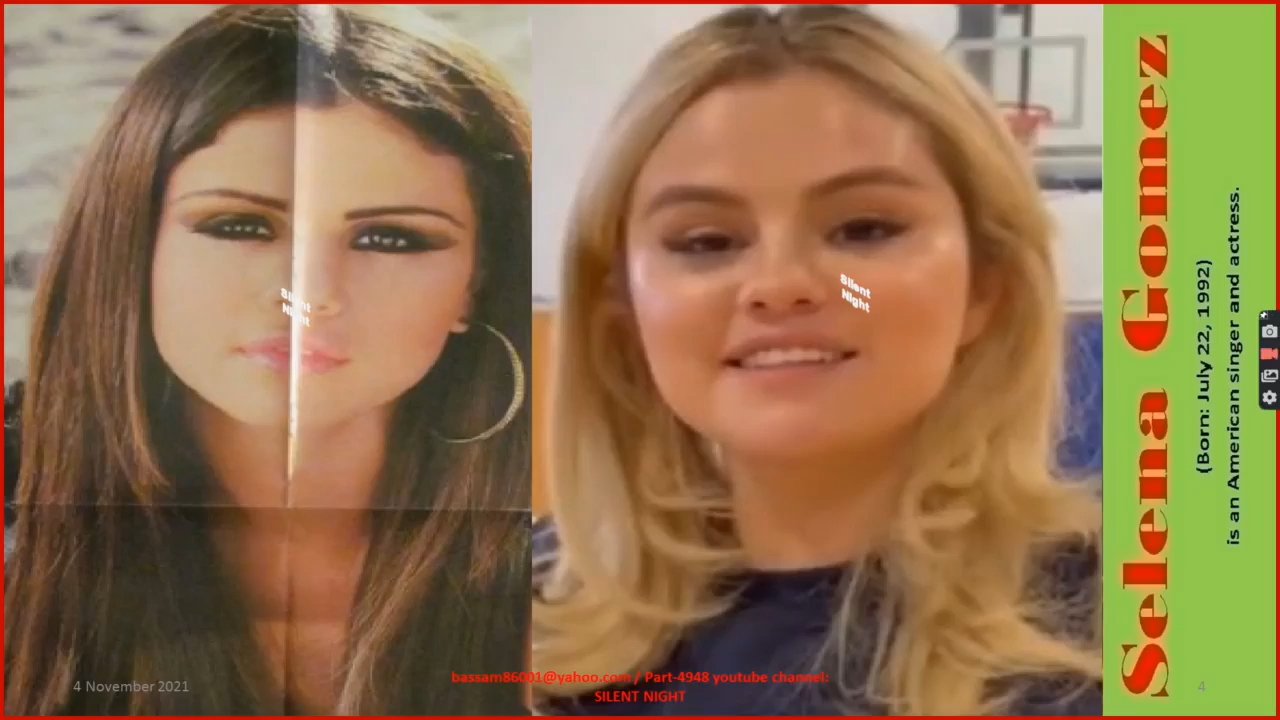 Silent
Night
Silent
Night
Selena Gomez
(Born: July 22, 1992)
is an American singer and actress.
4 November 2021
bassam86001@yahoo.com / Part-4948 youtube channel:
SILENT NIGHT
4